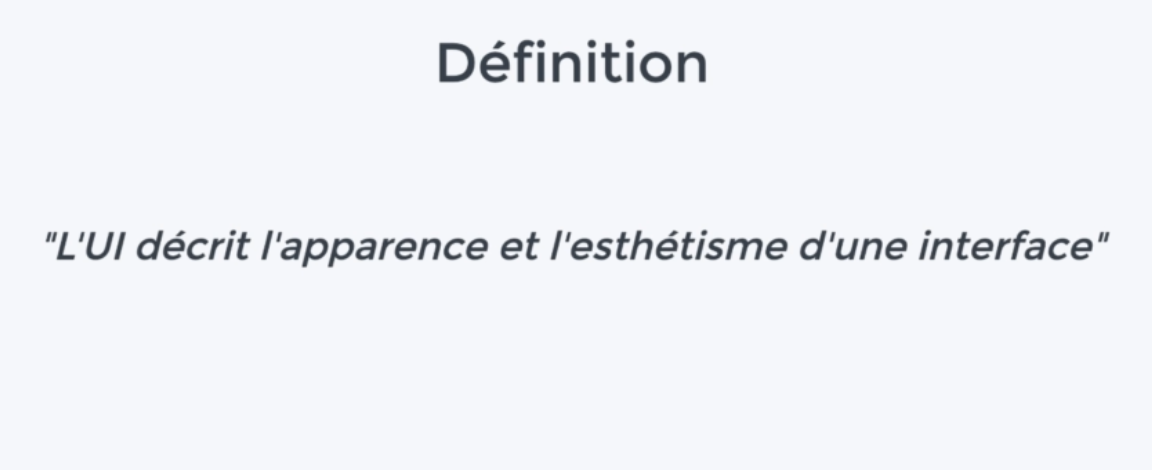 Définition
"L'UI décrit l'apparence et l'esthétisme d'une interface"